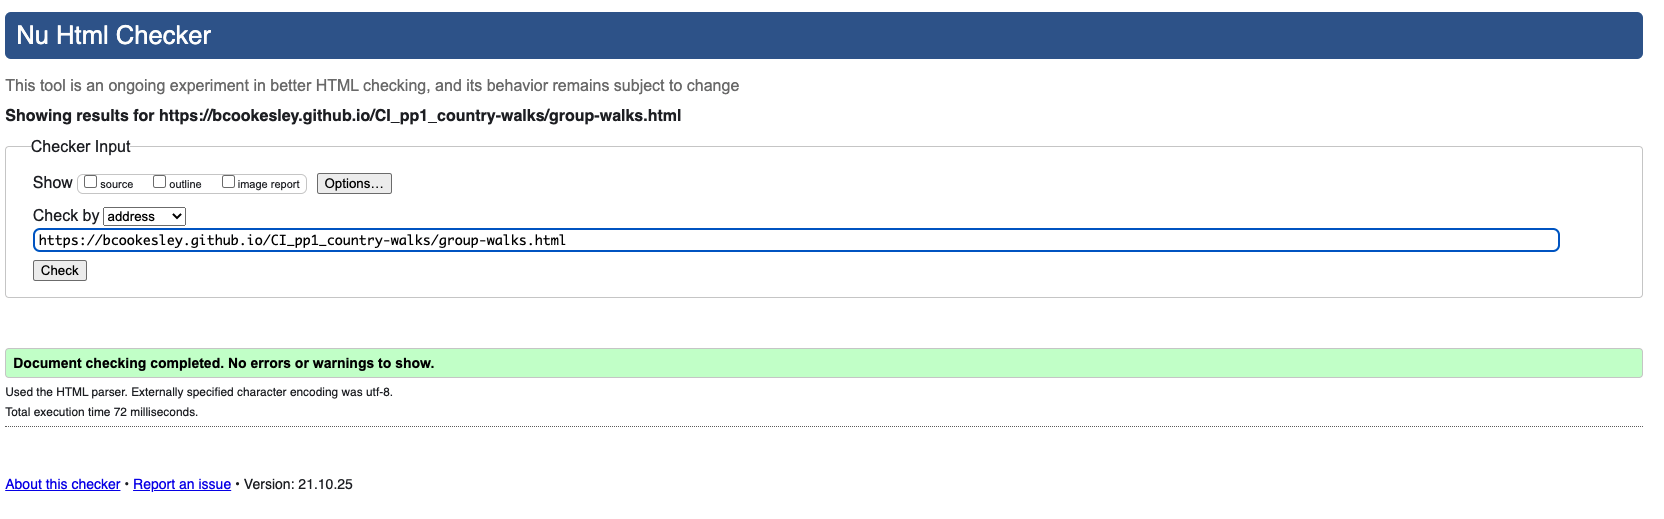 Nu Html Checker
This tool is an ongoing experiment in better HTML checking, and its behavior remains subject to change
Showing results for https://bcookesley.github.io/CI_pp1_country-walks/group-walks.html
Checker Input
Show source outline image report Options...
Check by address
https://bcookesley.github.io/CI_pp1_country-walks/group-walks.html
Check
Document checking completed. No errors or warnings to show.
Used the HTML parser. Externally specified character encoding was utf-8.
Total execution time 72 milliseconds.
About this checker • Report an issue • Version: 21.10.25